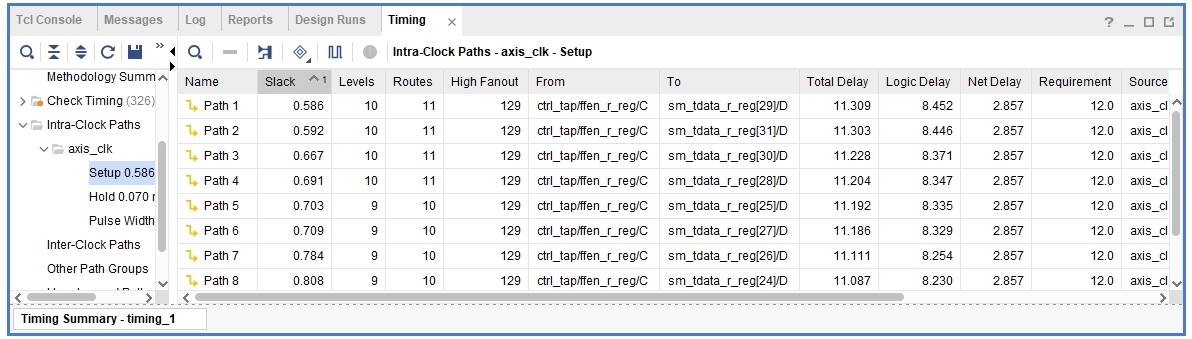 Tcl Console Messages Log Reports Design Runs Timing ×
? _
» Intra-Clock Paths - axis_clk - Setup
Methodology Summ
Check Timing (326)
Intra-Clock Paths
axis_clk
Setup 0.586
Hold 0.070
Pulse Width
Inter-Clock Paths
Other Path Groups
Name Slack 1 Levels Routes High Fanout From To Total Delay Logic Delay Net Delay Requirement Source
Path 1 0.586 10 11 129 ctrl_tap/ffen_r_reg/C sm_tdata_r_reg[29]/D 11.309 8.452 2.857 12.0 axis_cl
Path 2 0.592 10 11 129 ctrl_tap/ffen_r_reg/C sm_tdata_r_reg[31]/D 11.303 8.446 2.857 12.0 axis_cl
Path 3 0.667 10 11 129 ctrl_tap/ffen_r_reg/C sm_tdata_r_reg[30]/D 11.228 8.371 2.857 12.0 axis_cl
Path 4 0.691 10 11 129 ctrl_tap/ffen_r_reg/C sm_tdata_r_reg[28]/D 11.204 8.347 2.857 12.0 axis_cl
Path 5 0.703 9 10 129 ctrl_tap/ffen_r_reg/C sm_tdata_r_reg[25]/D 11.192 8.335 2.857 12.0 axis_cl
Path 6 0.709 9 10 129 ctrl_tap/ffen_r_reg/C sm_tdata_r_reg[27]/D 11.186 8.329 2.857 12.0 axis_cl
Path 7 0.784 9 10 129 ctrl_tap/ffen_r_reg/C sm_tdata_r_reg[26]/D 11.111 8.254 2.857 12.0 axis_cl
Path 8 0.808 9 10 129 ctrl_tap/ffen_r_reg/C sm_tdata_r_reg[24]/D 11.087 8.230 2.857 12.0 axis_cl
Timing Summary - timing_1